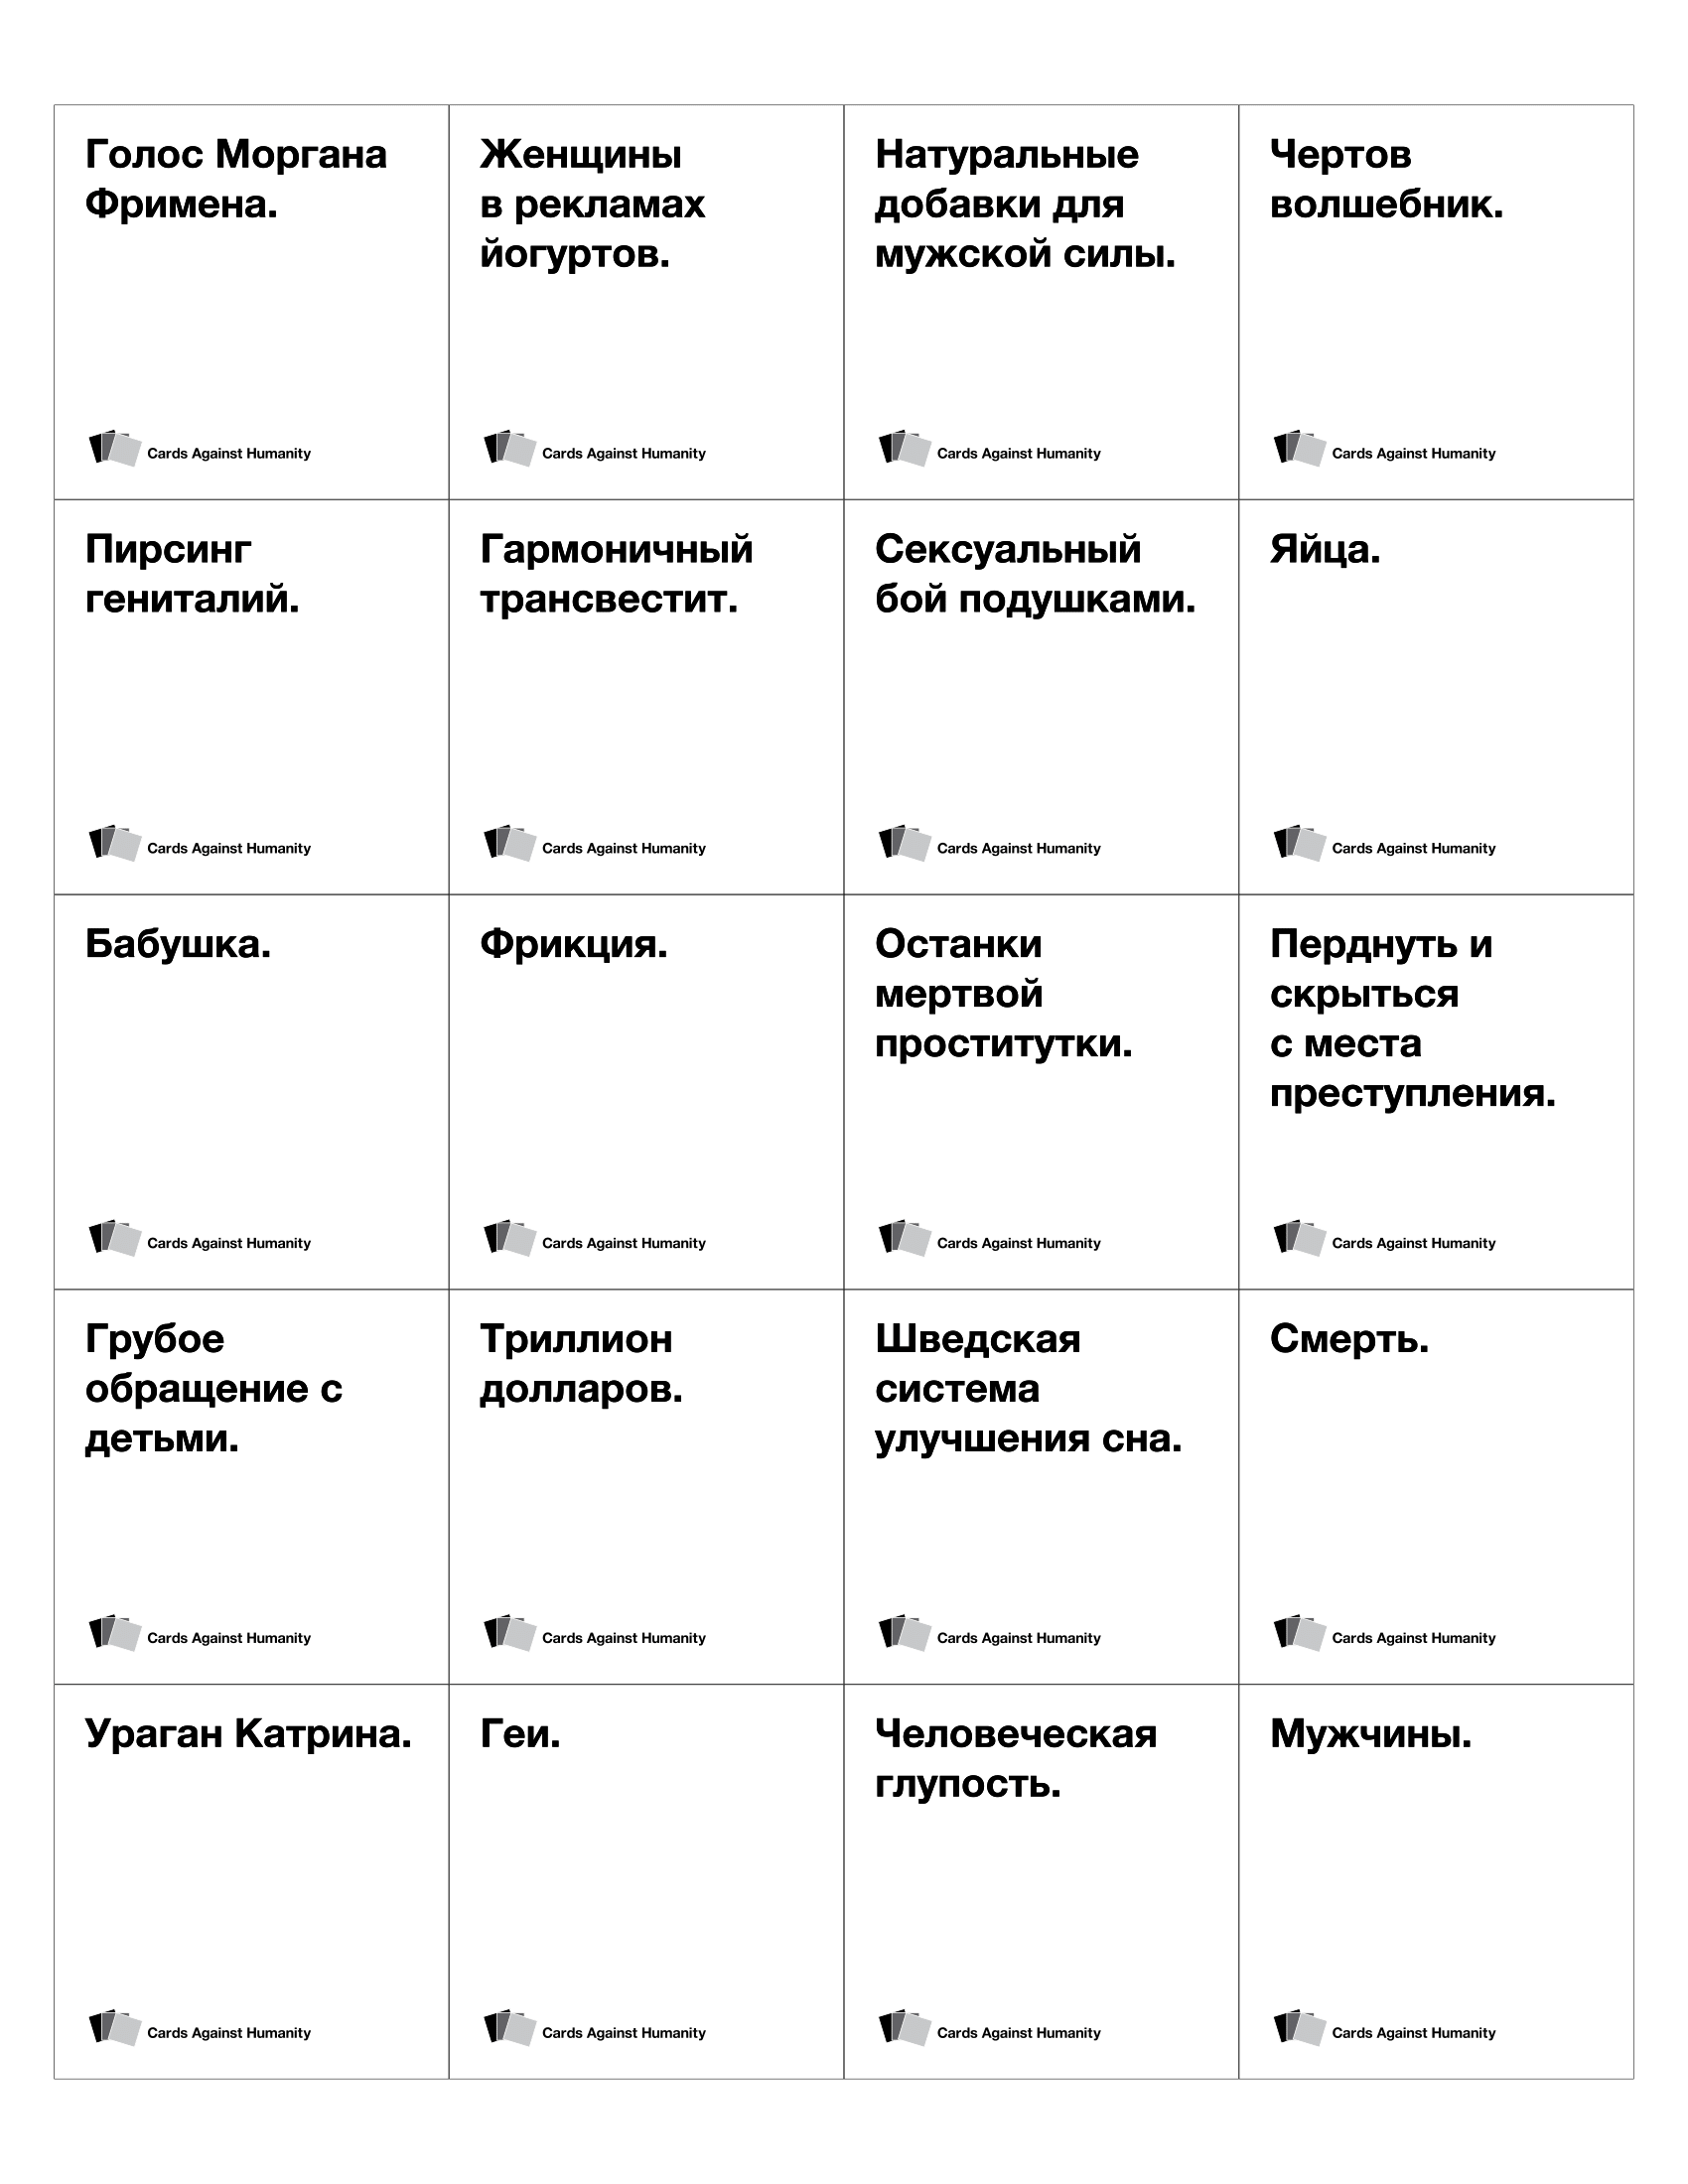 Голос Моргана
Фримена.
Cards Against Humanity
Женщины
в рекламах
йогуртов.
Cards Against Humanity
Натуральные
добавки для
мужской силы.
Cards Against Humanity
Чертов
волшебник.
Cards Against Humanity
Пирсинг
гениталий.
Cards Against Humanity
Гармоничный
трансвестит.
Cards Against Humanity
Сексуальный
бой подушками.
Cards Against Humanity
Яйца.
Cards Against Humanity
Бабушка.
Cards Against Humanity
Фрикция.
Cards Against Humanity
Останки
мертвой
проститутки.
Cards Against Humanity
Перднуть и
скрыться
с места
преступления.
Cards Against Humanity
Грубое
обращение с
детьми.
Cards Against Humanity
Триллион
долларов.
Cards Against Humanity
Шведская
система
улучшения сна.
Cards Against Humanity
Смерть.
Cards Against Humanity
Ураган Катрина.
Cards Against Humanity
Геи.
Cards Against Humanity
Человеческая
глупость.
Cards Against Humanity
Мужчины.
Cards Against Humanity